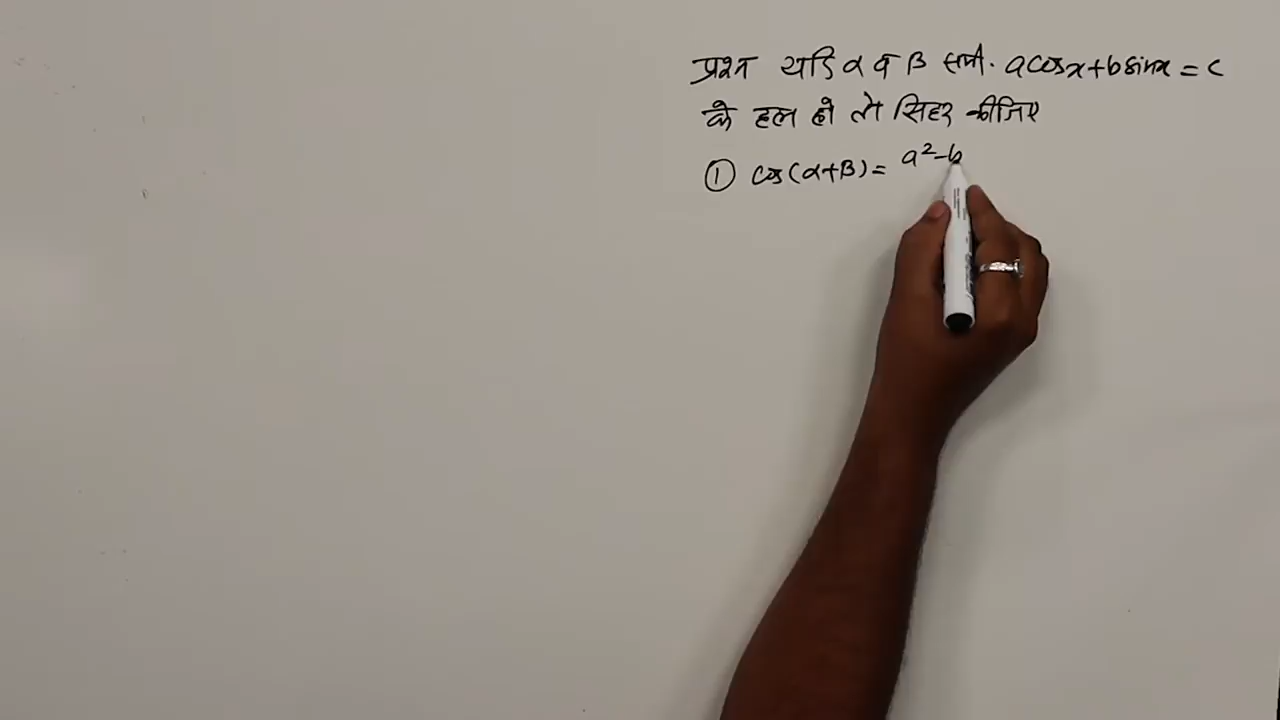 प्रश्न यदि α व β समी. acosx+bsinx = c
के हल हो तो सिद्ध कीजिए
① cos(α+β) = a²-b